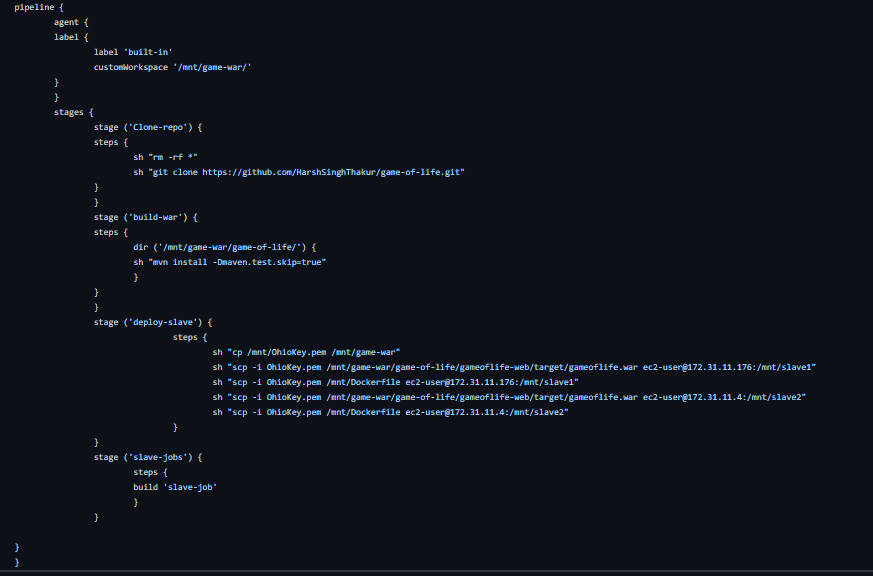 pipeline {
agent {
label {
label 'built-in'
customWorkspace '/mnt/game-war/'
}
}
stages {
stage ('Clone-repo') {
steps {
sh "rm -rf *"
sh "git clone https://github.com/HarshSinghThakur/game-of-life.git"
}
}
stage ('build-war') {
steps {
dir ('/mnt/game-war/game-of-life/') {
sh "mvn install -Dmaven.test.skip=true"
}
}
}
stage ('deploy-slave') {
steps {
sh "cp /mnt/OhioKey.pem /mnt/game-war"
sh "scp -i OhioKey.pem /mnt/game-war/game-of-life/gameoflife-web/target/gameoflife.war ec2-user@172.31.11.176:/mnt/slave1"
sh "scp -i OhioKey.pem /mnt/Dockerfile ec2-user@172.31.11.176:/mnt/slave1"
sh "scp -i OhioKey.pem /mnt/game-war/game-of-life/gameoflife-web/target/gameoflife.war ec2-user@172.31.11.4:/mnt/slave2"
sh "scp -i OhioKey.pem /mnt/Dockerfile ec2-user@172.31.11.4:/mnt/slave2"
}
}
stage ('slave-jobs') {
steps {
build 'slave-job'
}
}
}
}